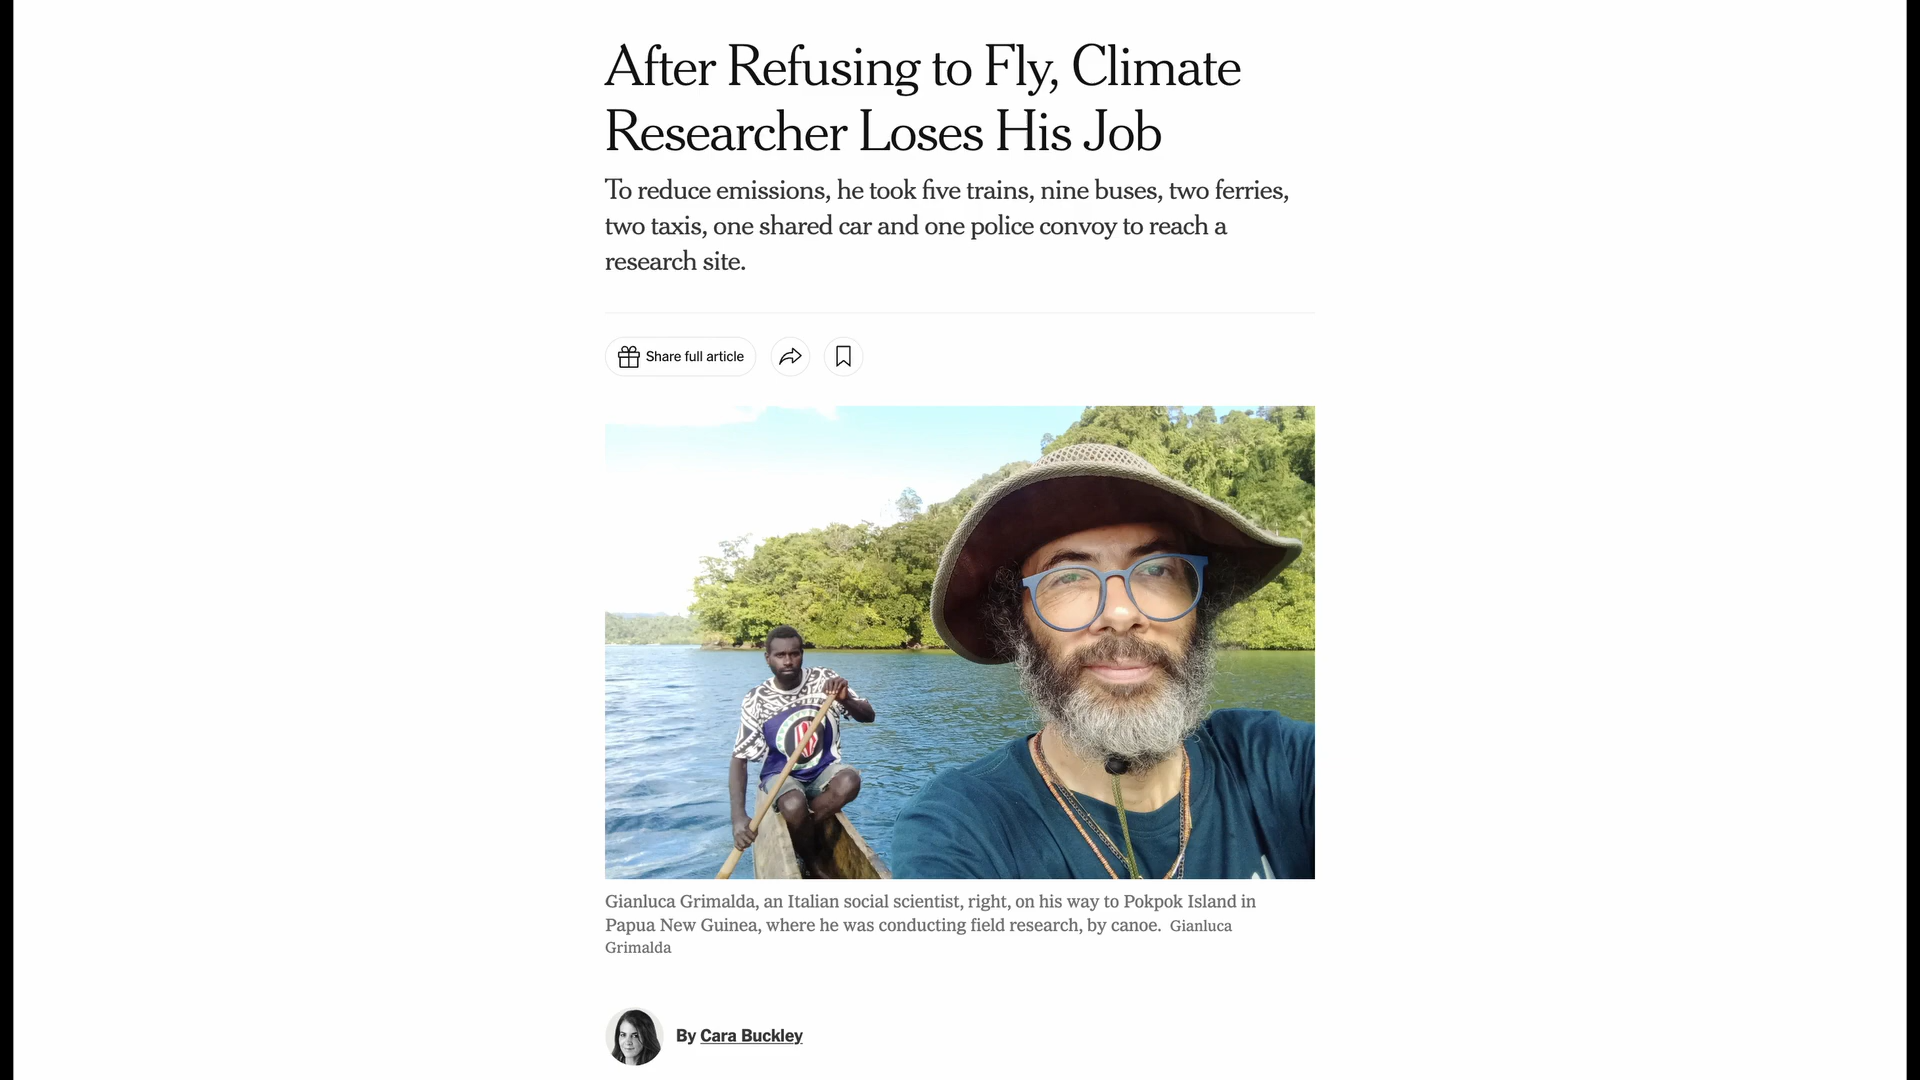 After Refusing to Fly, Climate
Researcher Loses His Job
To reduce emissions, he took five trains, nine buses, two ferries,
two taxis, one shared car and one police convoy to reach a
research site.
Share full article
Gianluca Grimalda, an Italian social scientist, right, on his way to Pokpok Island in
Papua New Guinea, where he was conducting field research, by canoe. Gianluca
Grimalda
By Cara Buckley